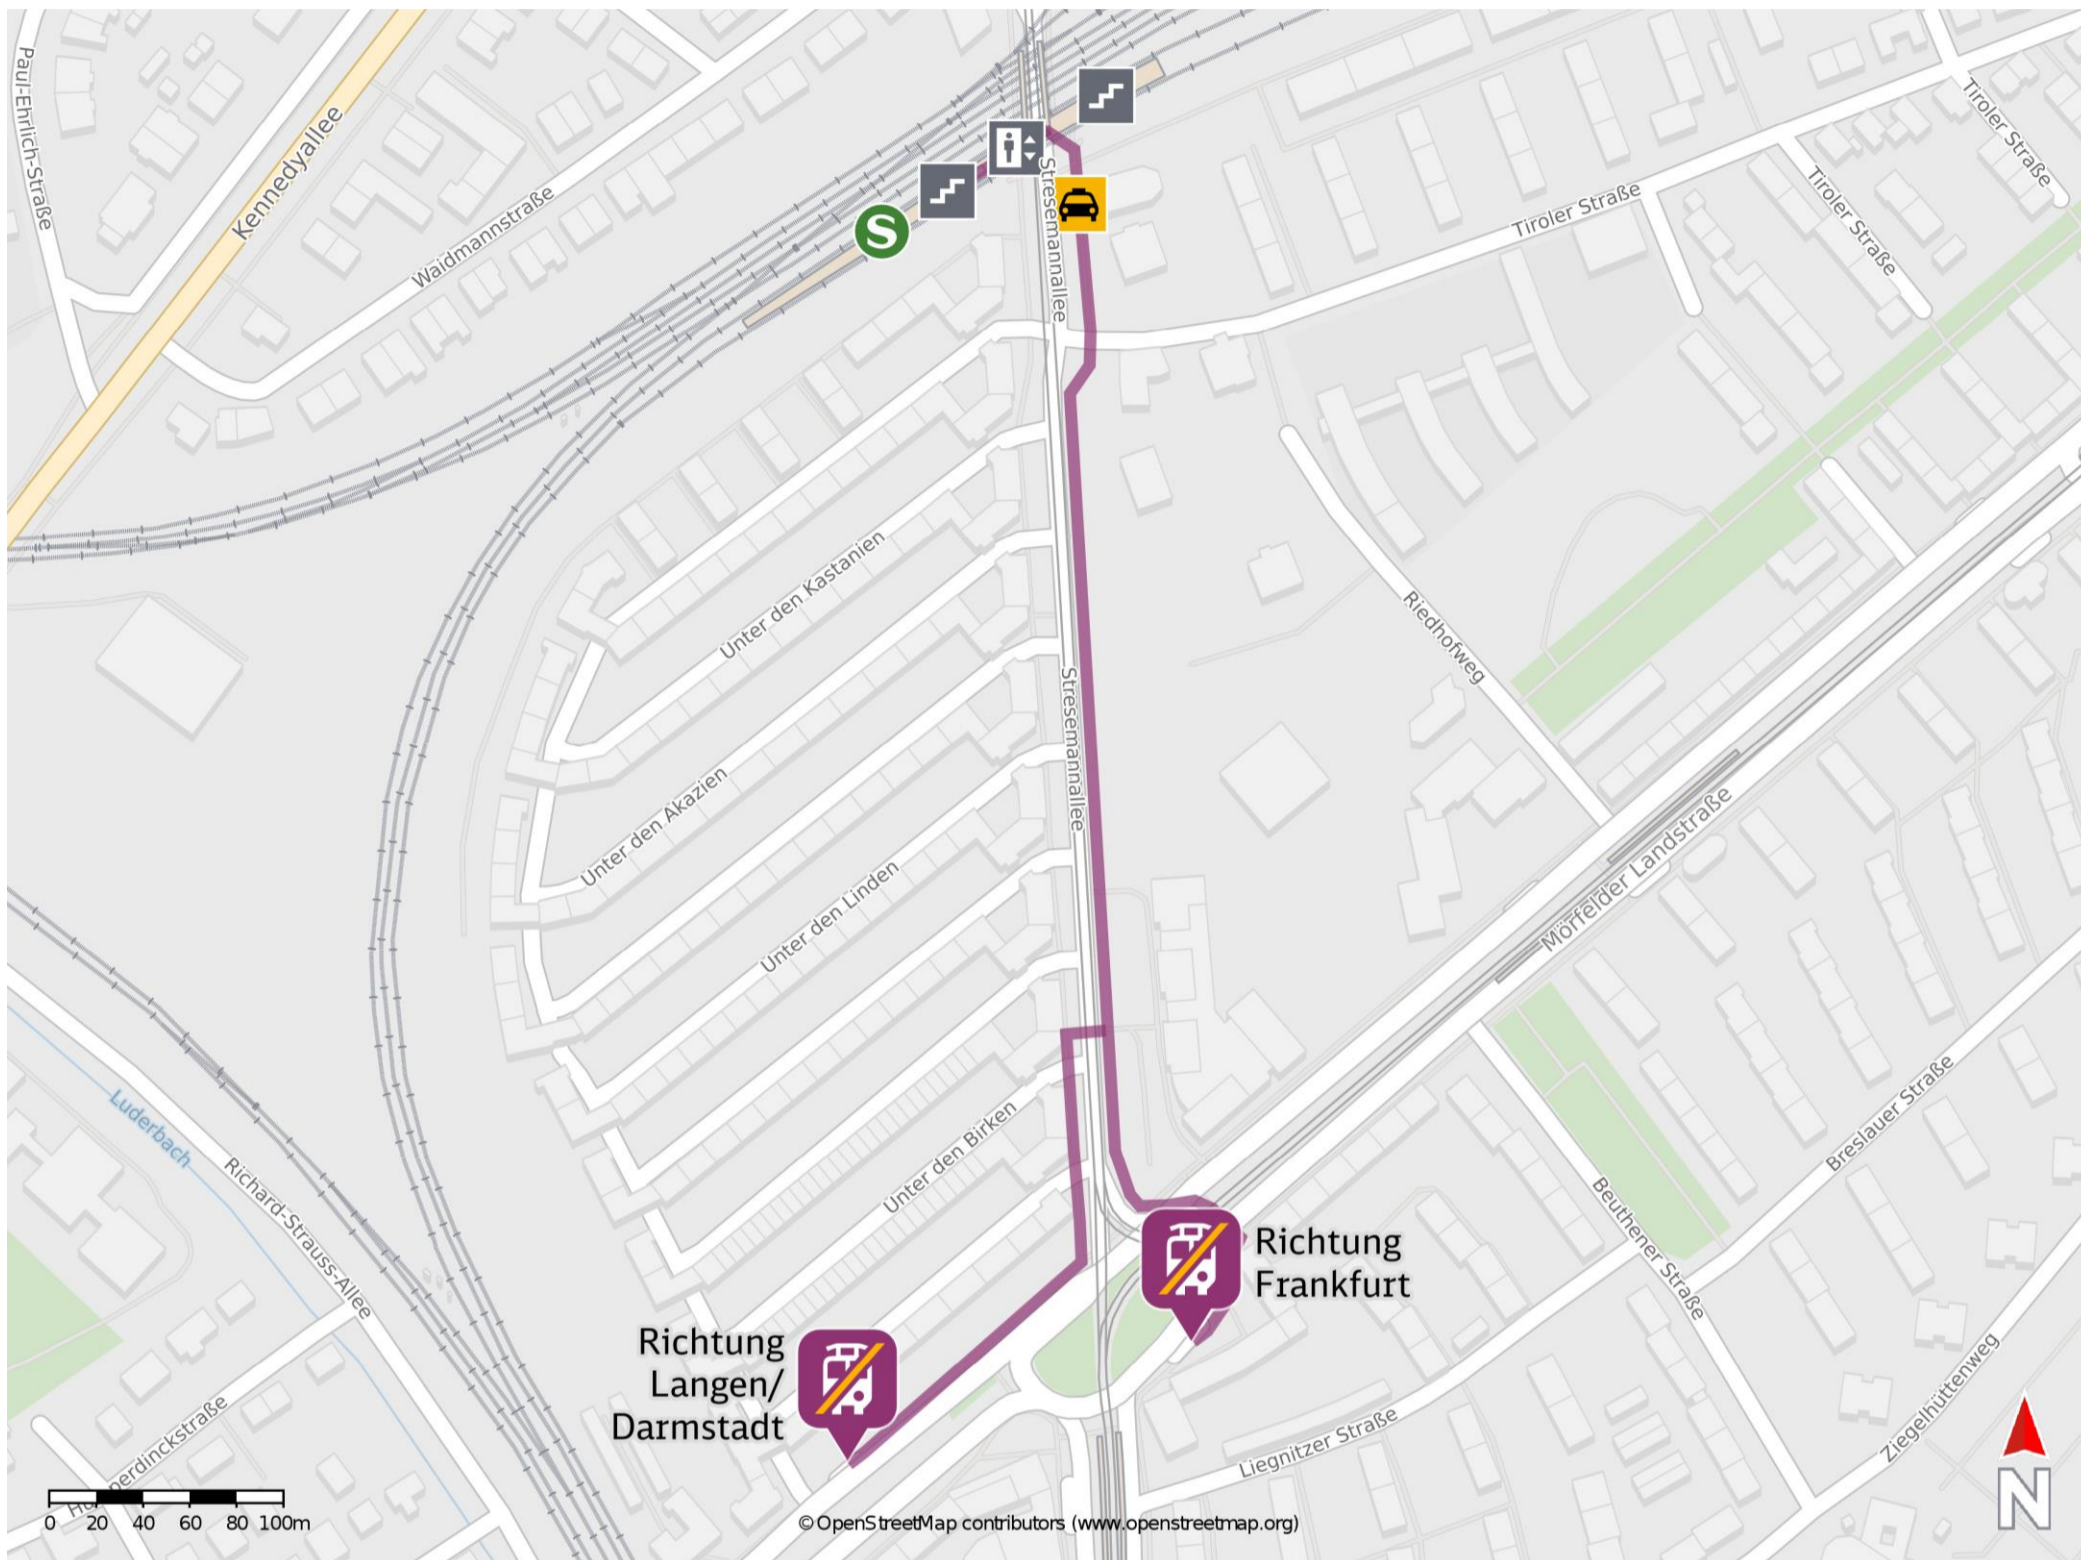 Paul-Ehrlich-Straße
Kennedyallee
Waidmannstraße
S
Stresemannallee
Tiroler Straße
Tiroler Straße
Tiroler Straße
Unter den Kastanien
Riedhofweg
Stresemannallee
Unter den Akazien
Unter den Linden
Mörfelder Landstraße
Luderbach
Richard-Strauss-Allee
Unter den Birken
Breslauer Straße
Beuthener Straße
Richtung
Frankfurt
Richtung
Langen/
Darmstadt
Liegnitzer Straße
Ziegelhüttenweg
N
0 20 40 60 80 100m
© OpenStreetMap contributors (www.openstreetmap.org)